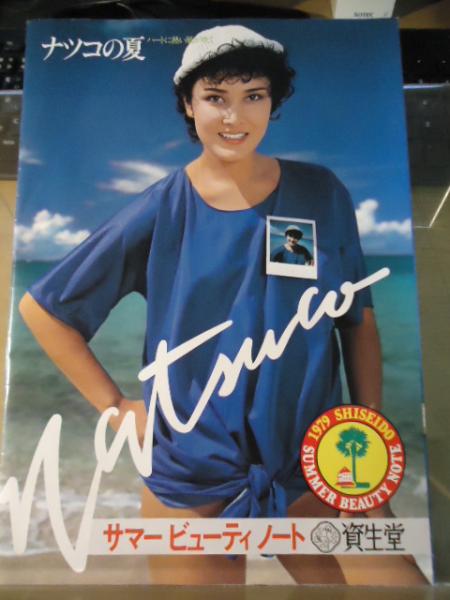 ナツコの夏
Natsuco
1979 SHISEIDO
SUMMER BEAUTY NOTE
サマー ビューティ ノート 資生堂